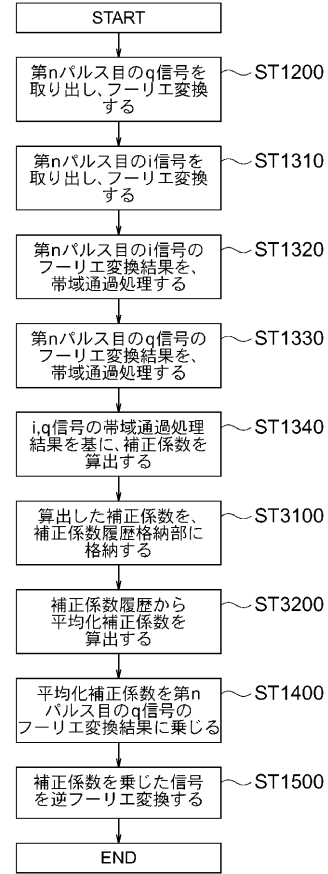 START
第nパルス目のq信号を
取り出し、フーリエ変換
する
ST1200
第nパルス目のi信号を
取り出し、フーリエ変換
する
ST1310
第nパルス目のi信号の
フーリエ変換結果を、
帯域通過処理する
ST1320
第nパルス目のq信号の
フーリエ変換結果を、
帯域通過処理する
ST1330
i,q信号の帯域通過処理
結果を基に、補正係数を
算出する
ST1340
算出した補正係数を、
補正係数履歴格納部に
格納する
ST3100
補正係数履歴から
平均化補正係数を
算出する
ST3200
平均化補正係数を第n
パルス目のq信号の
フーリエ変換結果に乗じる
ST1400
補正係数を乗じた信号
を逆フーリエ変換する
ST1500
END